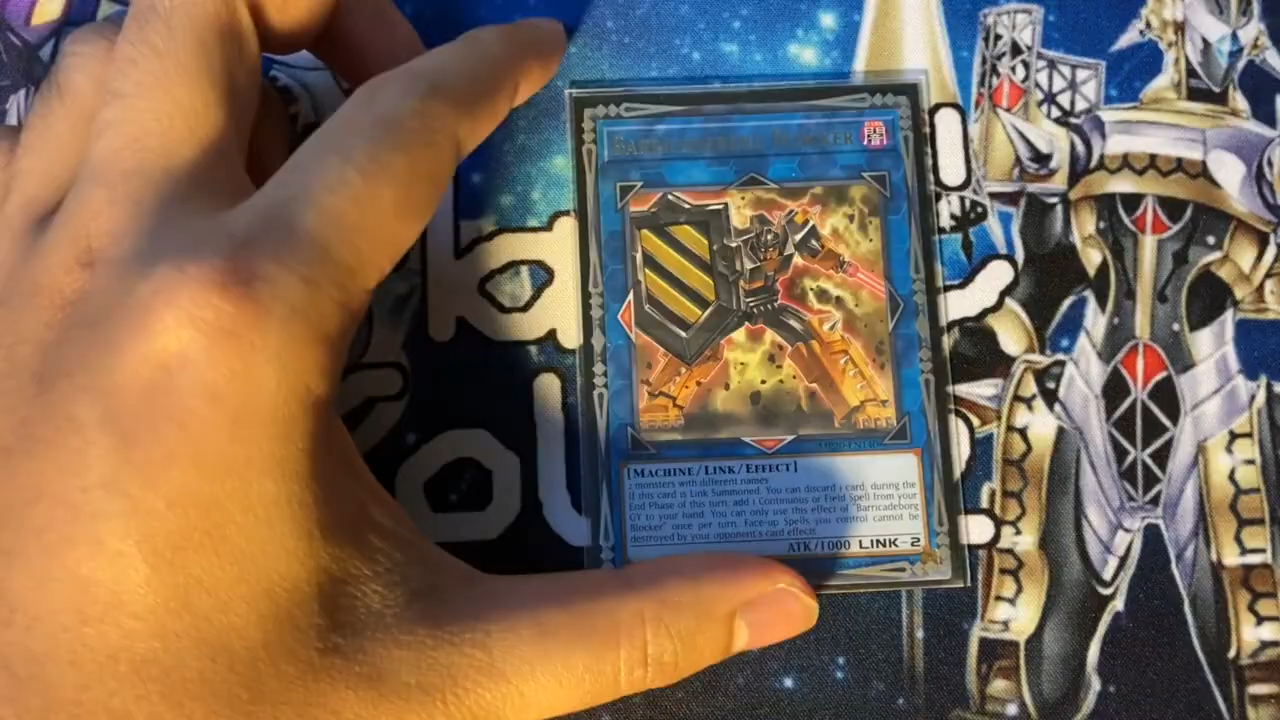 BARRICADEBORG BLOCKER
DARK
闇
[MACHINE/LINK/EFFECT]
2 monsters with different names
If this card is Link Summoned: You can discard 1 card; during the
End Phase of this turn, add 1 Continuous or Field Spell from your
GY to your hand. You can only use this effect of "Barricadeborg
Blocker" once per turn. Face-up Spells you control cannot be
destroyed by your opponent's card effects.
ATK/1000 LINK-2